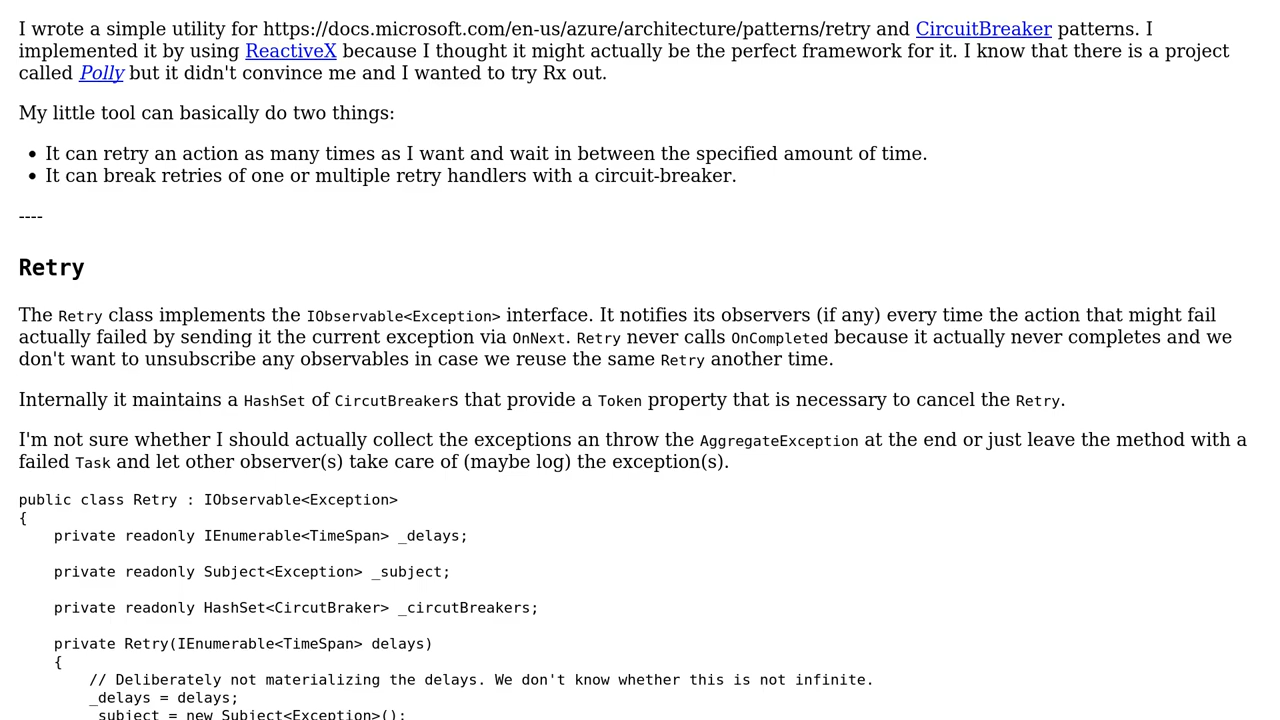 I wrote a simple utility for https://docs.microsoft.com/en-us/azure/architecture/patterns/retry and CircuitBreaker patterns. I
implemented it by using ReactiveX because I thought it might actually be the perfect framework for it. I know that there is a project
called Polly but it didn't convince me and I wanted to try Rx out.
My little tool can basically do two things:
• It can retry an action as many times as I want and wait in between the specified amount of time.
• It can break retries of one or multiple retry handlers with a circuit-breaker.
----
Retry
The Retry class implements the IObservable<Exception> interface. It notifies its observers (if any) every time the action that might fail
actually failed by sending it the current exception via OnNext. Retry never calls OnCompleted because it actually never completes and we
don't want to unsubscribe any observables in case we reuse the same Retry another time.
Internally it maintains a HashSet of CircutBreakers that provide a Token property that is necessary to cancel the Retry.
I'm not sure whether I should actually collect the exceptions an throw the AggregateException at the end or just leave the method with a
failed Task and let other observer(s) take care of (maybe log) the exception(s).
public class Retry : IObservable<Exception>
{
    private readonly IEnumerable<TimeSpan> _delays;
    private readonly Subject<Exception> _subject;
    private readonly HashSet<CircutBraker> _circutBreakers;
    private Retry(IEnumerable<TimeSpan> delays)
    {
        // Deliberately not materializing the delays. We don't know whether this is not infinite.
        _delays = delays;
        _subject = new Subject<Exception>();